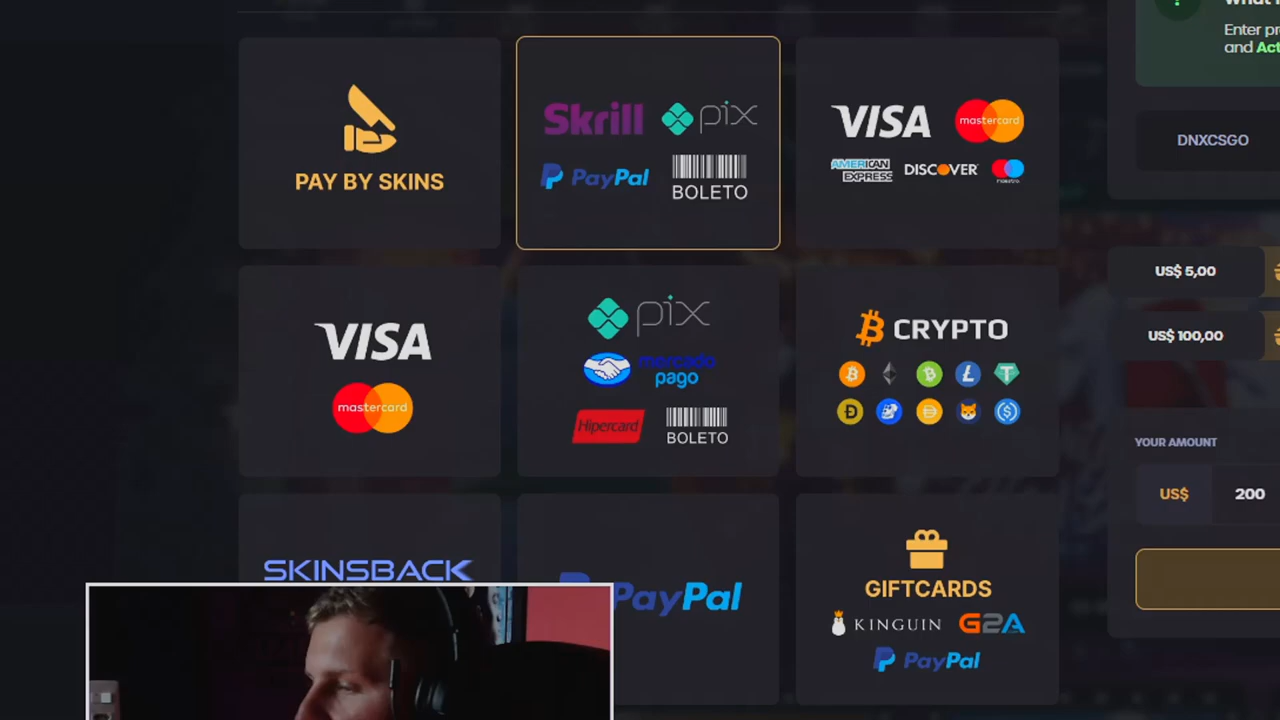 PAY BY SKINS
Skrill pix
PayPal BOLETO
VISA mastercard
AMERICAN EXPRESS DISCOVER maestro
VISA
mastercard
pix
mercado pago
Hipercard BOLETO
CRYPTO
SKINSBACK
PayPal
GIFTCARDS
KINGUIN G2A
PayPal
Enter
and
DNXCSGO
US$ 5,00
US$ 100,00
YOUR AMOUNT
US$ 200